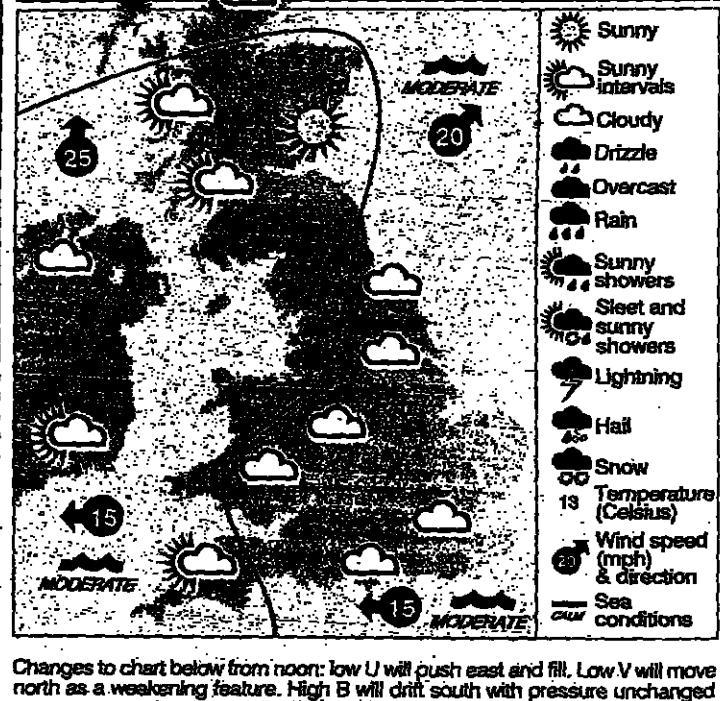 MODERATE
20
25
15
MODERATE
15
MODERATE
Sunny
Sunny
intervals
Cloudy
Drizzle
Overcast
Rain
Sunny
showers
Sleet and
sunny
showers
Lightning
Hail
Snow
13 Temperature
(Celsius)
20 Wind speed
(mph)
& direction
CALM Sea
conditions
Changes to chart below from noon: low U will push east and fill. Low V will move
north as a weakening feature. High B will drift south with pressure unchanged